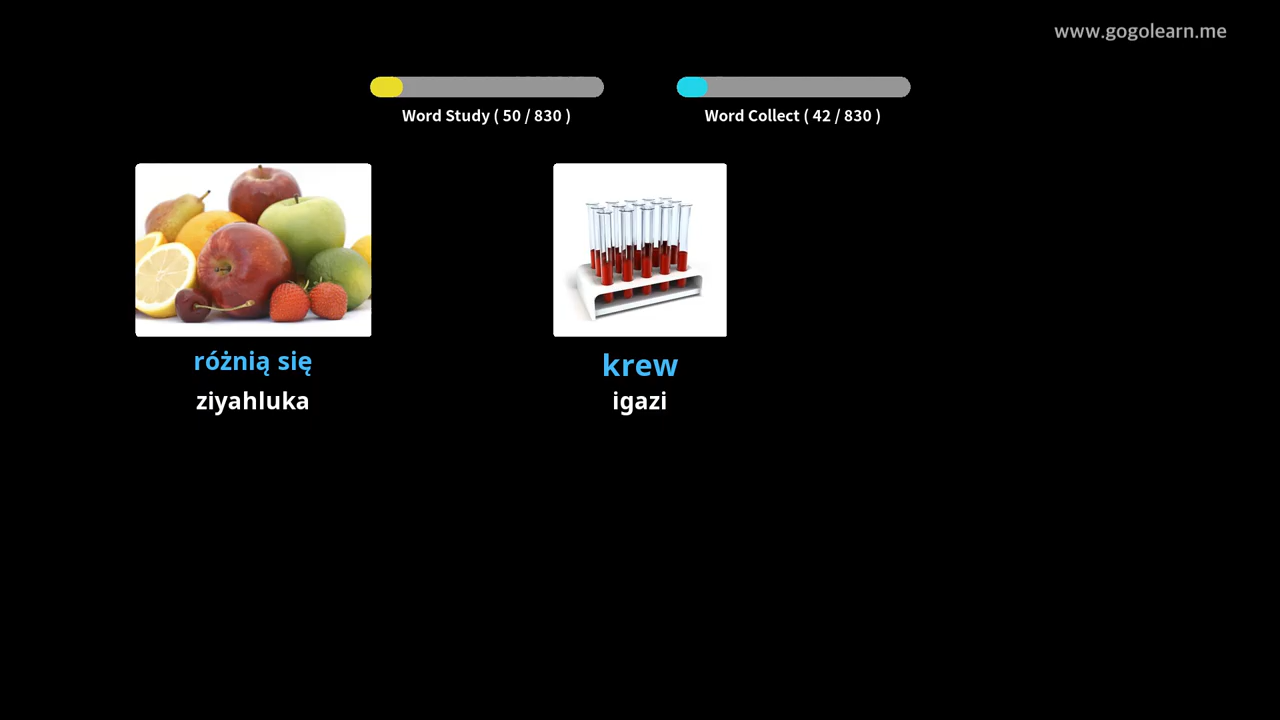 www.gogolearn.me
Word Study ( 50 / 830 )
Word Collect ( 42 / 830 )
różnią się
ziyahluka
krew
igazi